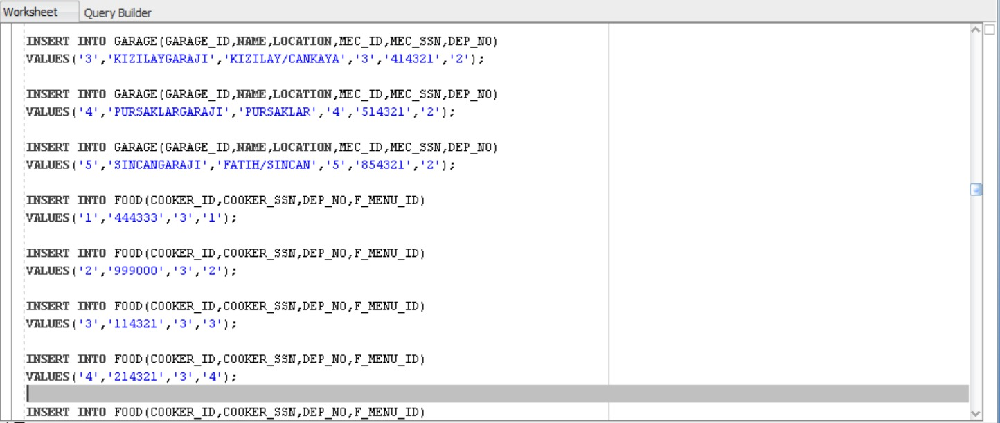 Worksheet
Query Builder
INSERT INTO GARAGE(GARAGE_ID,NAME,LOCATION,MEC_ID,MEC_SSN,DEP_NO)
VALUES('3','KIZILAYGARAJI','KIZILAY/CANKAYA','3','414321','2');
INSERT INTO GARAGE(GARAGE_ID,NAME,LOCATION,MEC_ID,MEC_SSN,DEP_NO)
VALUES('4','PURSAKLARGARAJI','PURSAKLAR','4','514321','2');
INSERT INTO GARAGE(GARAGE_ID,NAME,LOCATION,MEC_ID,MEC_SSN,DEP_NO)
VALUES('5','SINCANGARAJI','FATIH/SINCAN','5','854321','2');
INSERT INTO FOOD(COOKER_ID,COOKER_SSN,DEP_NO,F_MENU_ID)
VALUES('1','444333','3','1');
INSERT INTO FOOD(COOKER_ID,COOKER_SSN,DEP_NO,F_MENU_ID)
VALUES('2','999000','3','2');
INSERT INTO FOOD(COOKER_ID,COOKER_SSN,DEP_NO,F_MENU_ID)
VALUES('3','114321','3','3');
INSERT INTO FOOD(COOKER_ID,COOKER_SSN,DEP_NO,F_MENU_ID)
VALUES('4','214321','3','4');
INSERT INTO FOOD(COOKER_ID,COOKER_SSN,DEP_NO,F_MENU_ID)